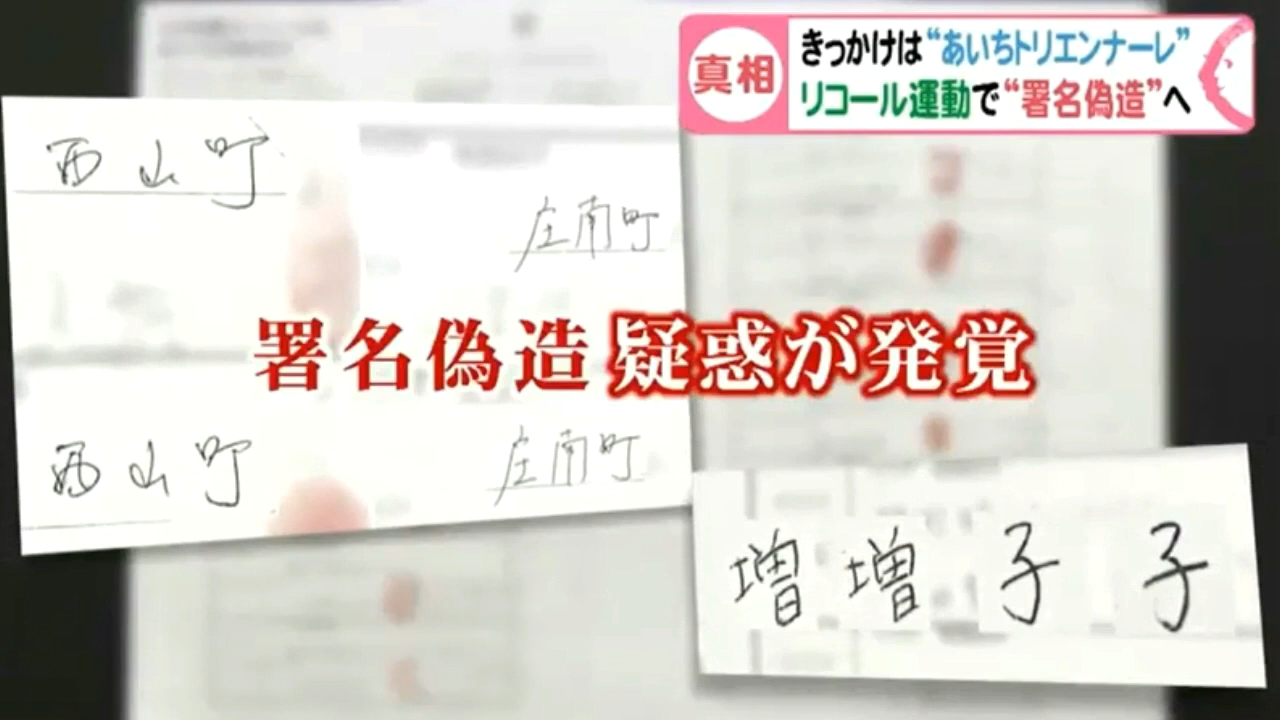 真相
きっかけは“あいちトリエンナーレ”
リコール運動で“署名偽造”へ
西山町
庄南町
署名偽造 疑惑が発覚
西山町
庄南町
増 増 子 子